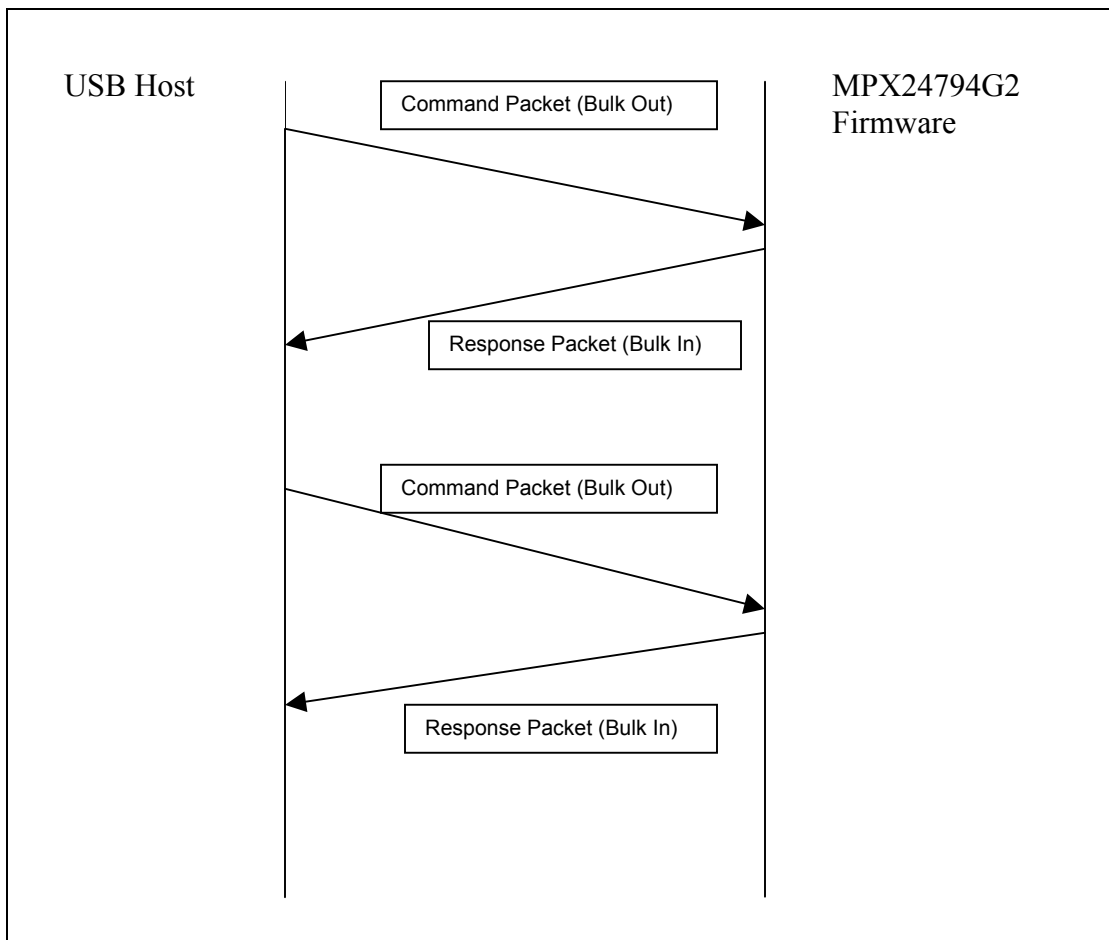 USB Host
MPX24794G2
Firmware
Command Packet (Bulk Out)
Response Packet (Bulk In)
Command Packet (Bulk Out)
Response Packet (Bulk In)